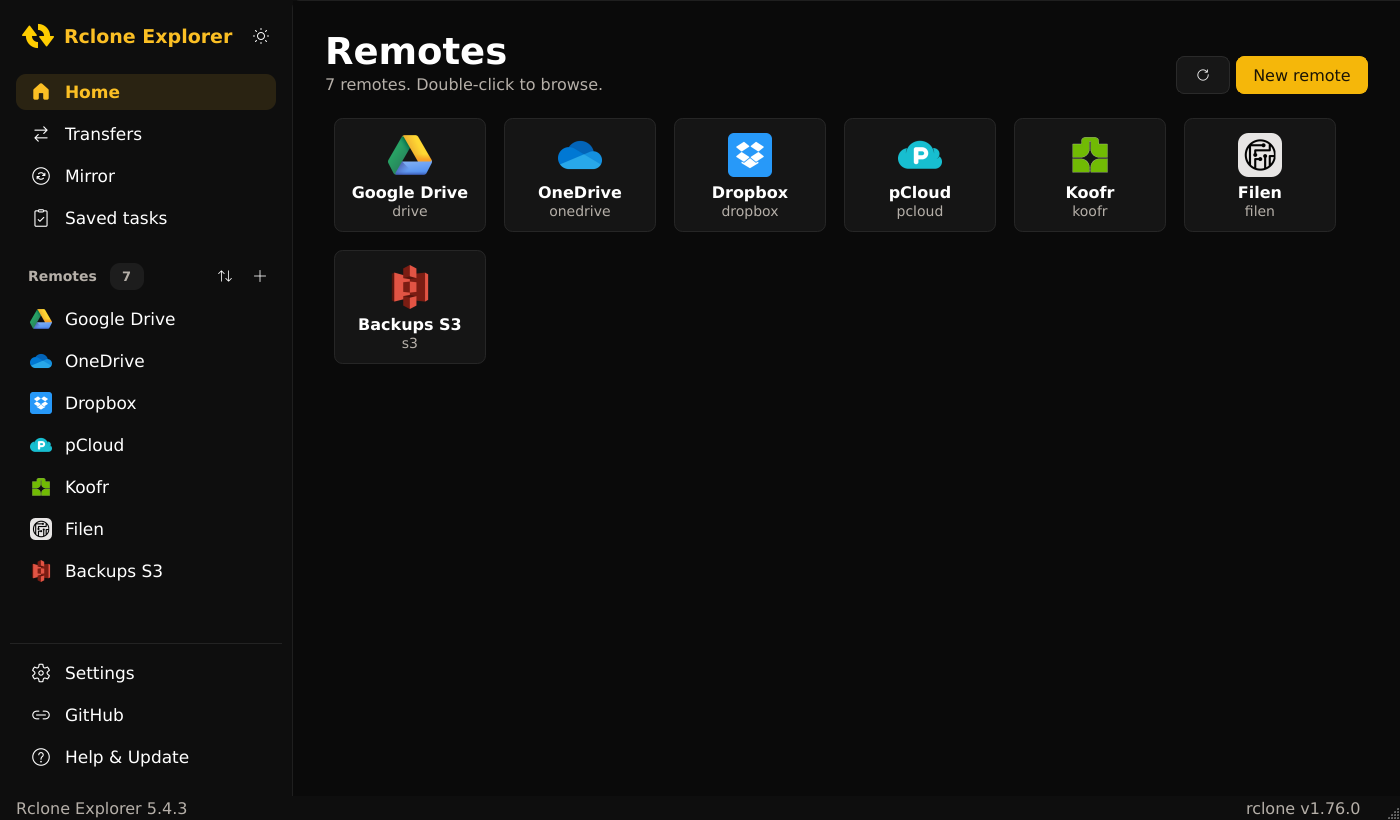 Rclone Explorer
Home
Transfers
Mirror
Saved tasks
Remotes 7
Google Drive
OneDrive
Dropbox
pCloud
Koofr
Filen
Backups S3
Settings
GitHub
Help & Update
Remotes
7 remotes. Double-click to browse.
New remote
Google Drive
drive
OneDrive
onedrive
Dropbox
dropbox
P
pCloud
pcloud
Koofr
koofr
Filen
filen
Backups S3
s3
Rclone Explorer 5.4.3
rclone v1.76.0